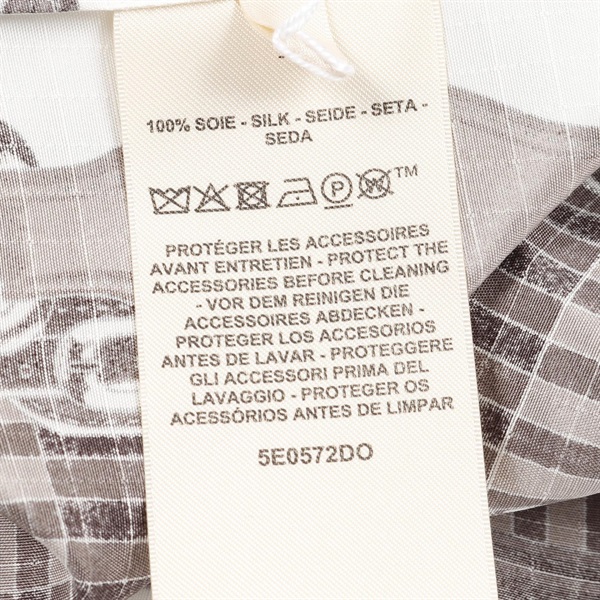 100% SOIE - SILK - SEIDE - SETA -
SEDA
P W TM
PROTÉGER LES ACCESSOIRES
AVANT ENTRETIEN - PROTECT THE
ACCESSORIES BEFORE CLEANING
- VOR DEM REINIGEN DIE
ACCESSOIRES ABDECKEN -
PROTEGER LOS ACCESORIOS
ANTES DE LAVAR - PROTEGGERE
GLI ACCESSORI PRIMA DEL
LAVAGGIO - PROTEGER OS
ACESSÓRIOS ANTES DE LIMPAR
5E0572DO